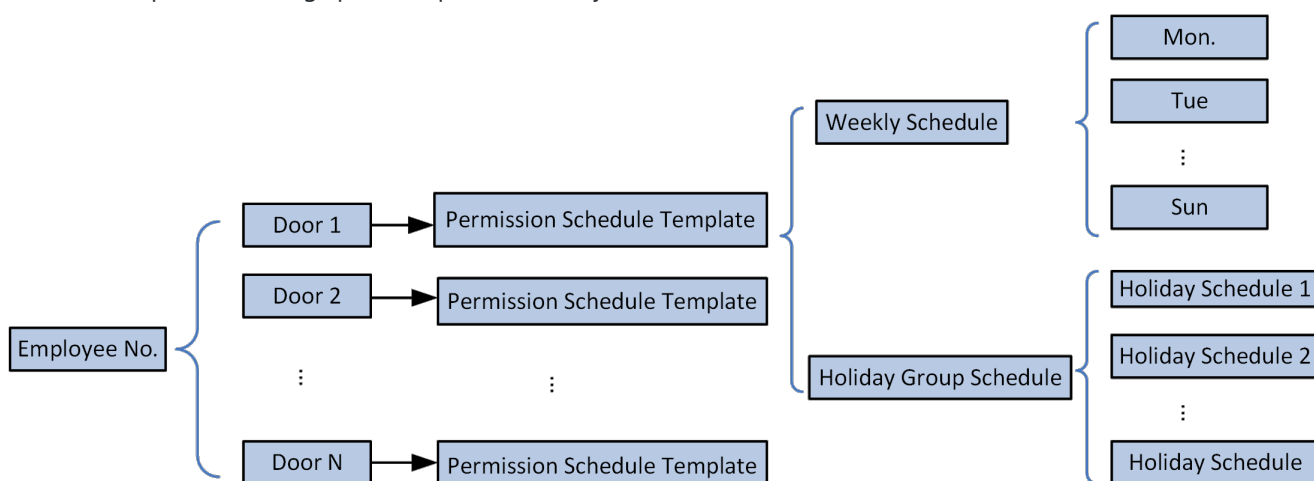 Mon.
Tue
Weekly Schedule
⋮
Sun
Door 1
Permission Schedule Template
Door 2
Permission Schedule Template
Holiday Schedule 1
Employee No.
Holiday Schedule 2
Holiday Group Schedule
⋮
⋮
⋮
Door N
Permission Schedule Template
Holiday Schedule